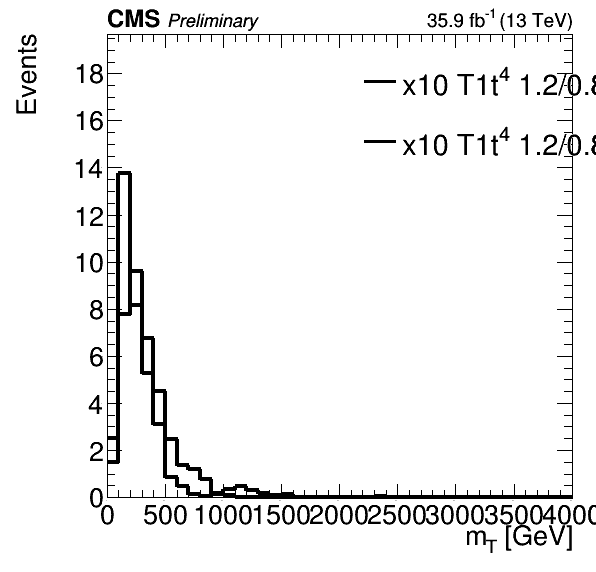 CMS Preliminary 35.9 fb⁻¹ (13 TeV)
Events
x10 T1t⁴ 1.2/0.8
x10 T1t⁴ 1.2/0.8
18
16
14
12
10
8
6
4
2
0
0 500 1000 1500 2000 2500 3000 3500 4000
m_T [GeV]